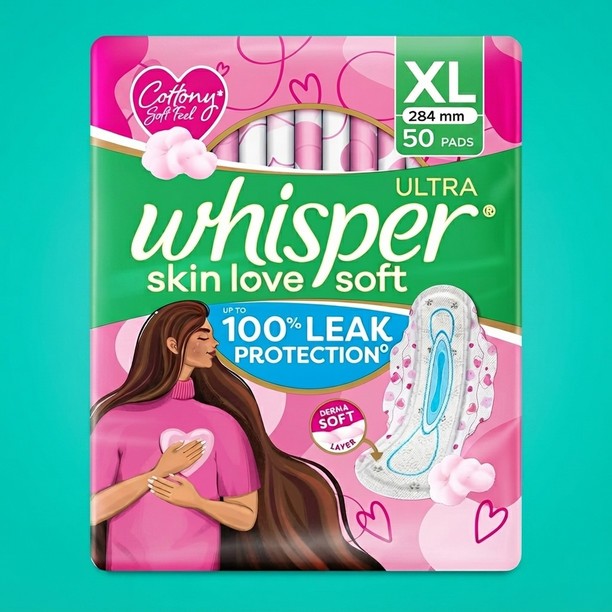 Cottony*
Soft Feel
XL
284 mm
50 PADS
ULTRA
whisper®
skin love soft
UP TO
100% LEAK
PROTECTION°
DERMA
SOFT
LAYER